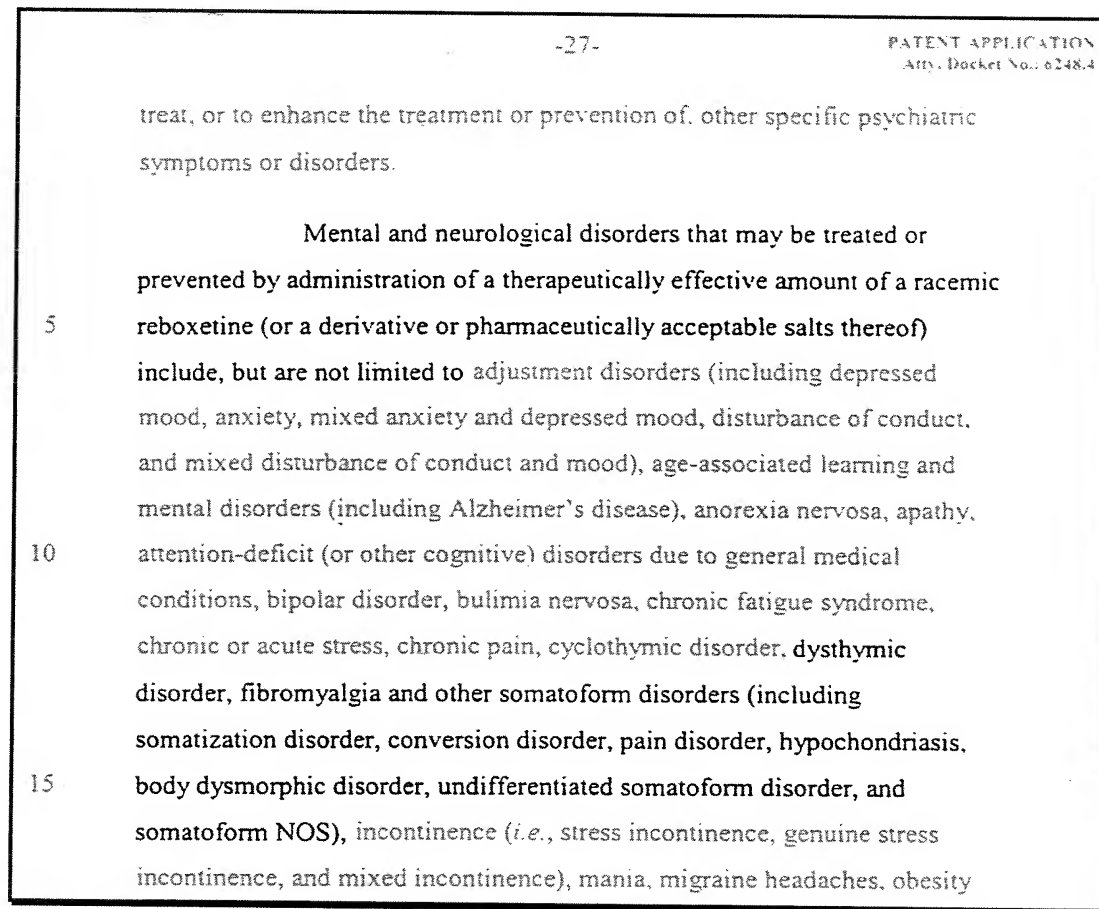 -27-
PATENT APPLICATION
Atty. Docket No.: 6248.4
treat, or to enhance the treatment or prevention of, other specific psychiatric
symptoms or disorders.
Mental and neurological disorders that may be treated or
prevented by administration of a therapeutically effective amount of a racemic
5 reboxetine (or a derivative or pharmaceutically acceptable salts thereof)
include, but are not limited to adjustment disorders (including depressed
mood, anxiety, mixed anxiety and depressed mood, disturbance of conduct,
and mixed disturbance of conduct and mood), age-associated learning and
mental disorders (including Alzheimer's disease), anorexia nervosa, apathy,
10 attention-deficit (or other cognitive) disorders due to general medical
conditions, bipolar disorder, bulimia nervosa, chronic fatigue syndrome,
chronic or acute stress, chronic pain, cyclothymic disorder, dysthymic
disorder, fibromyalgia and other somatoform disorders (including
somatization disorder, conversion disorder, pain disorder, hypochondriasis,
15 body dysmorphic disorder, undifferentiated somatoform disorder, and
somatoform NOS), incontinence (i.e., stress incontinence, genuine stress
incontinence, and mixed incontinence), mania, migraine headaches, obesity